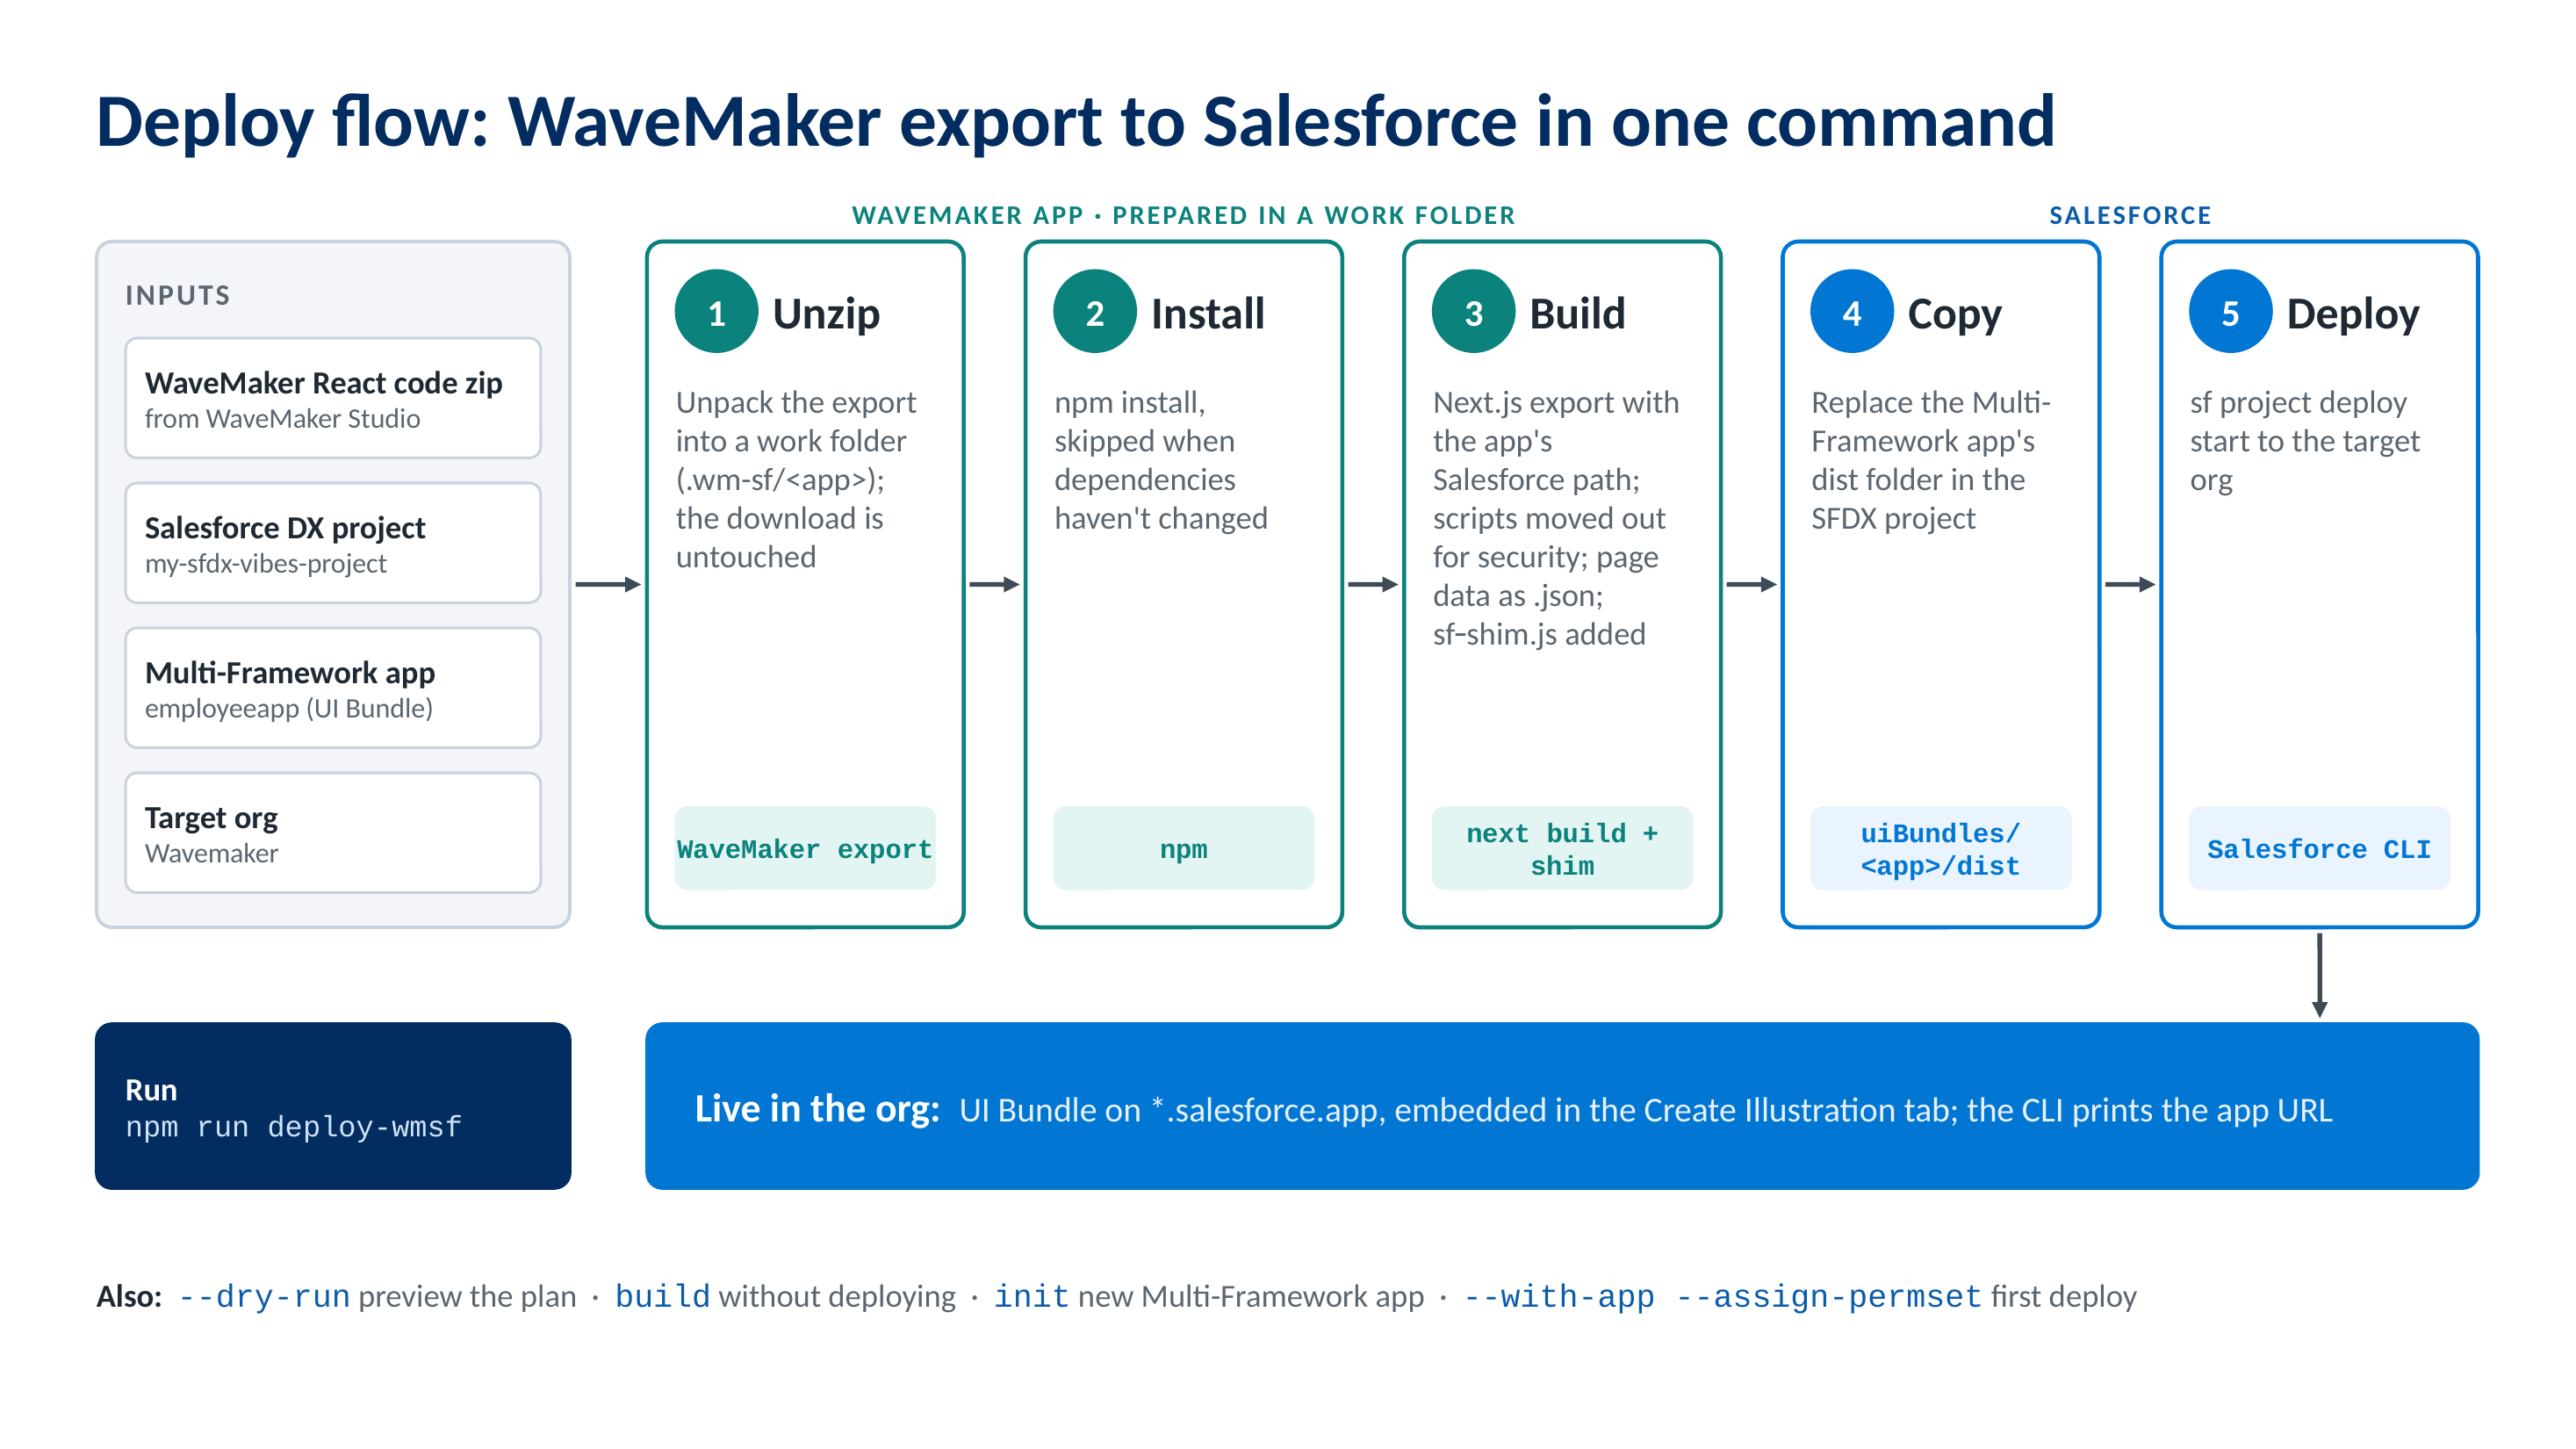 Deploy flow: WaveMaker export to Salesforce in one command
WAVEMAKER APP · PREPARED IN A WORK FOLDER
SALESFORCE
INPUTS
WaveMaker React code zip
from WaveMaker Studio
Salesforce DX project
my-sfdx-vibes-project
Multi-Framework app
employeeapp (UI Bundle)
Target org
Wavemaker
1 Unzip
Unpack the export
into a work folder
(.wm-sf/<app>);
the download is
untouched
WaveMaker export
2 Install
npm install,
skipped when
dependencies
haven't changed
npm
3 Build
Next.js export with
the app's
Salesforce path;
scripts moved out
for security; page
data as .json;
sf-shim.js added
next build +
shim
4 Copy
Replace the Multi-
Framework app's
dist folder in the
SFDX project
uiBundles/
<app>/dist
5 Deploy
sf project deploy
start to the target
org
Salesforce CLI
Run
npm run deploy-wmsf
Live in the org: UI Bundle on *.salesforce.app, embedded in the Create Illustration tab; the CLI prints the app URL
Also: --dry-run preview the plan · build without deploying · init new Multi-Framework app · --with-app --assign-permset first deploy